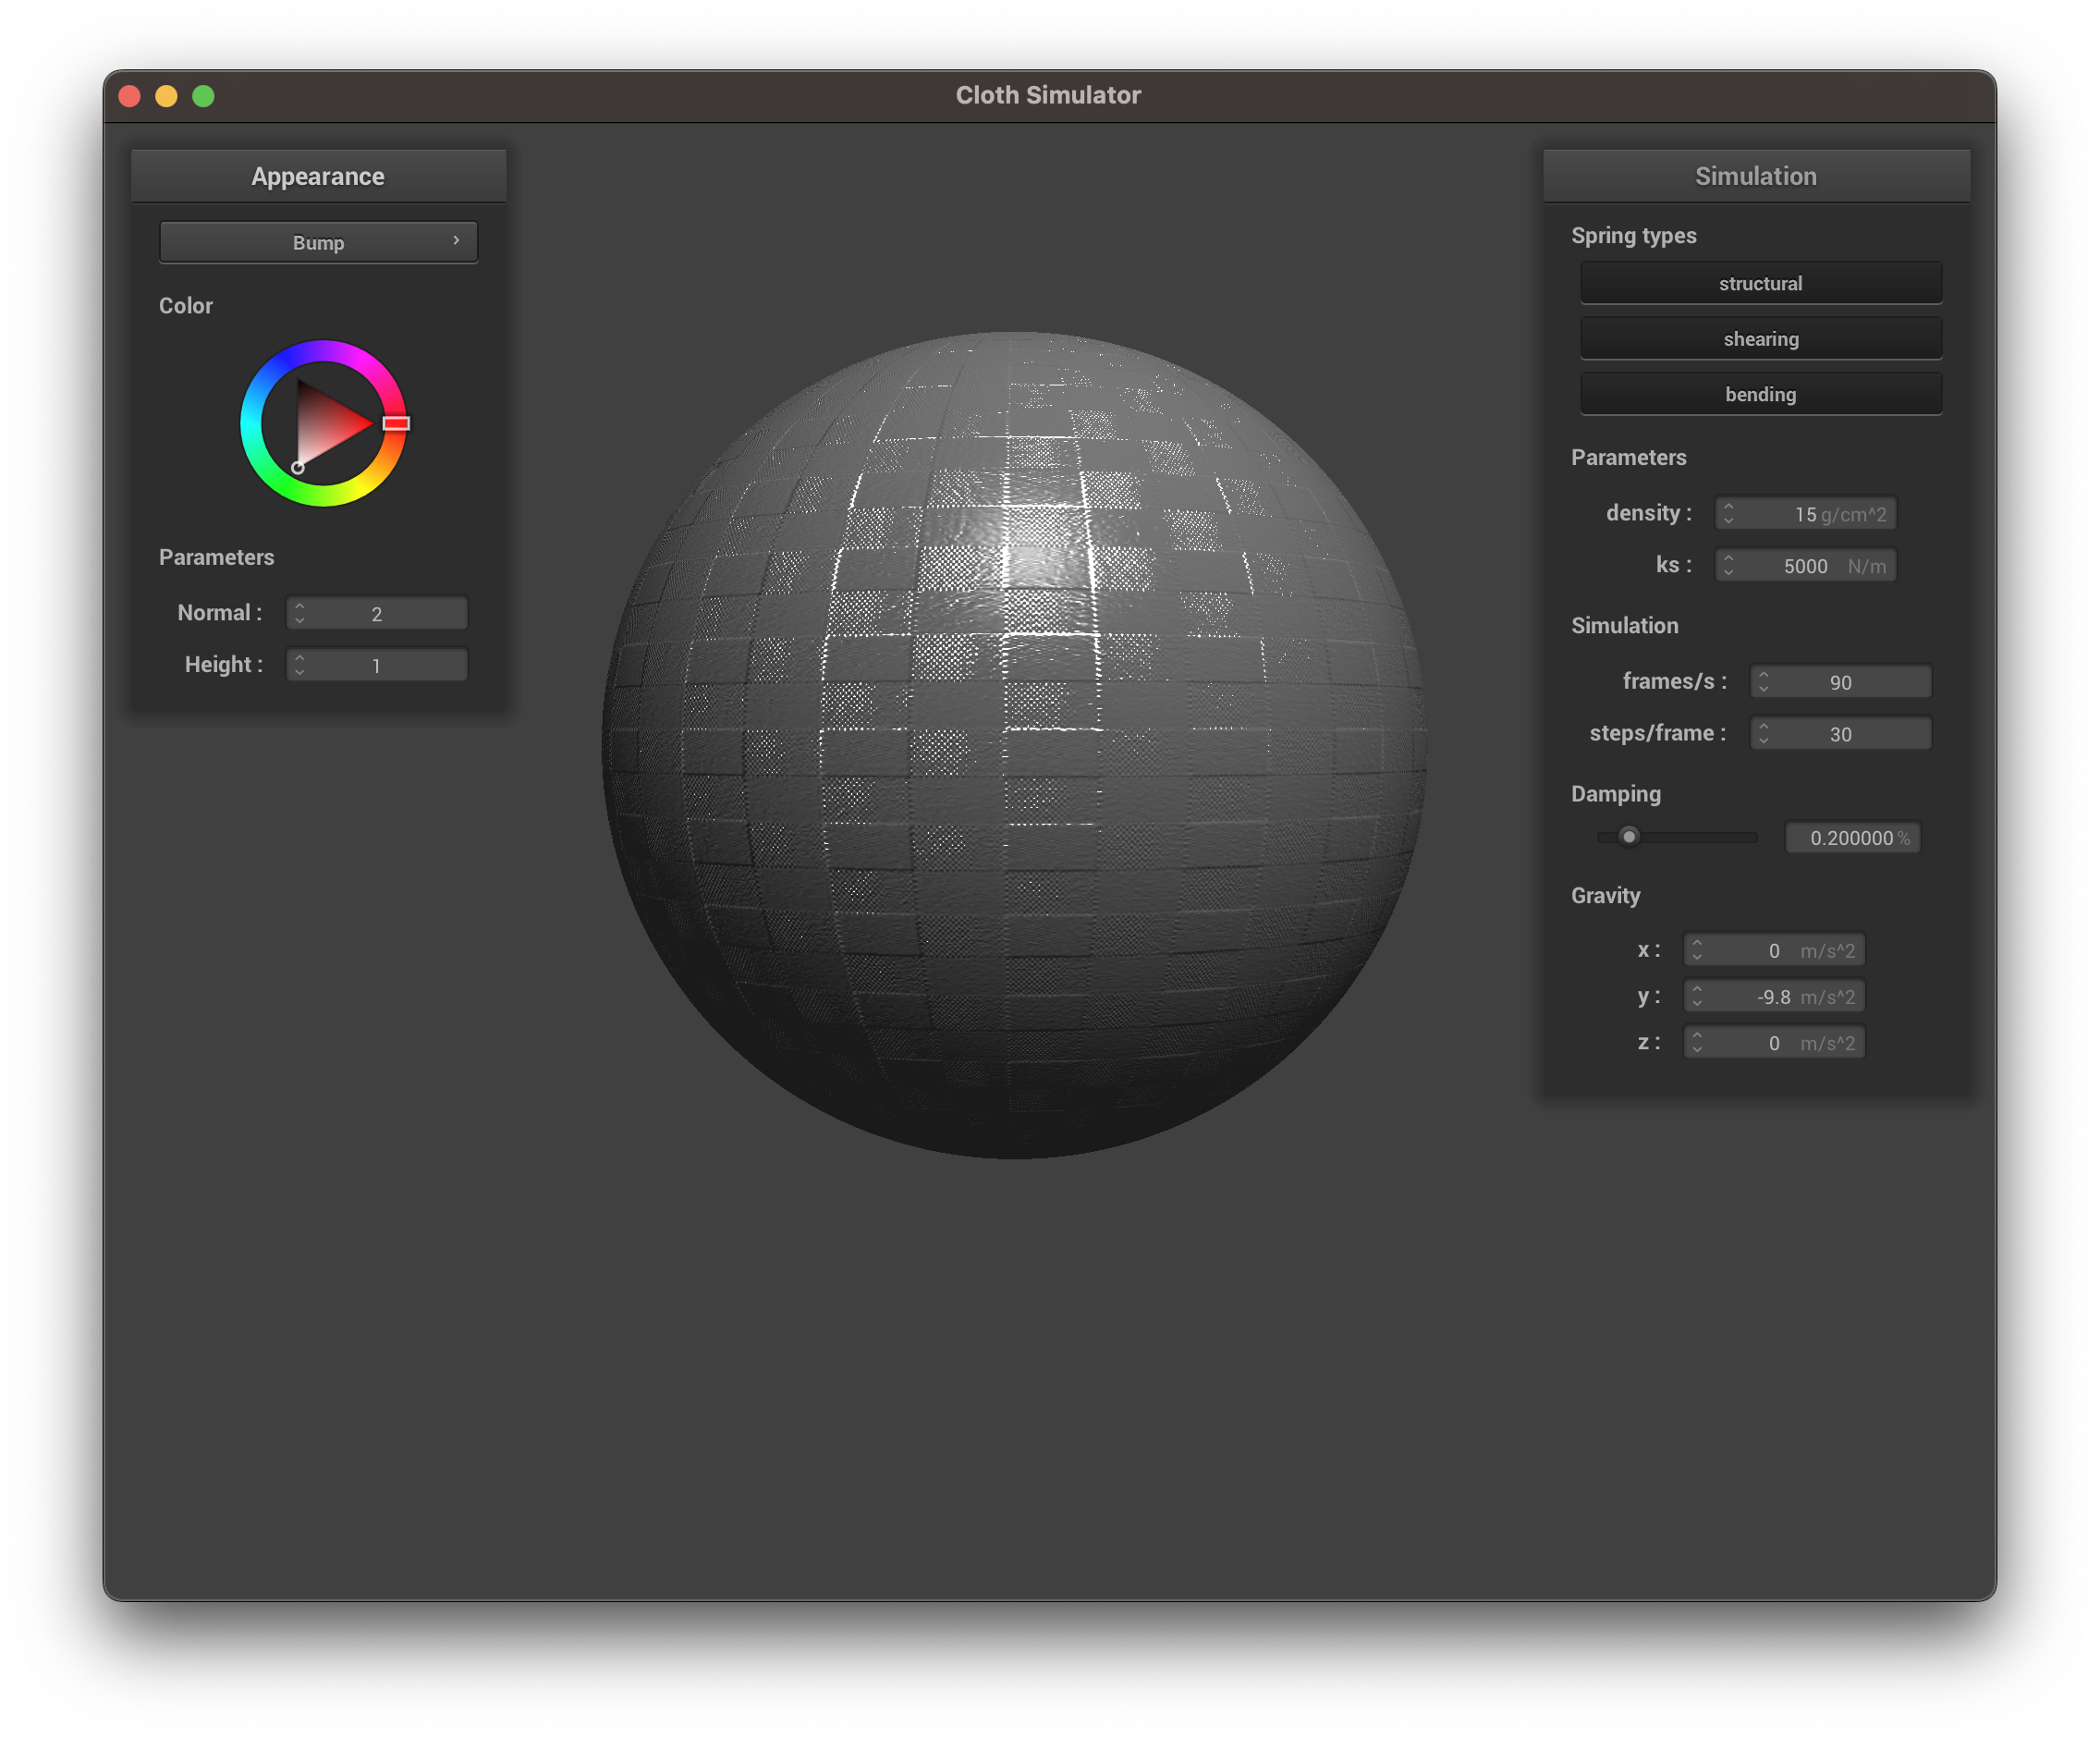 Cloth Simulator
Appearance
Bump
Color
Parameters
Normal : 2
Height : 1
Simulation
Spring types
structural
shearing
bending
Parameters
density : 15 g/cm^2
ks : 5000 N/m
Simulation
frames/s : 90
steps/frame : 30
Damping
0.200000 %
Gravity
x : 0 m/s^2
y : -9.8 m/s^2
z : 0 m/s^2